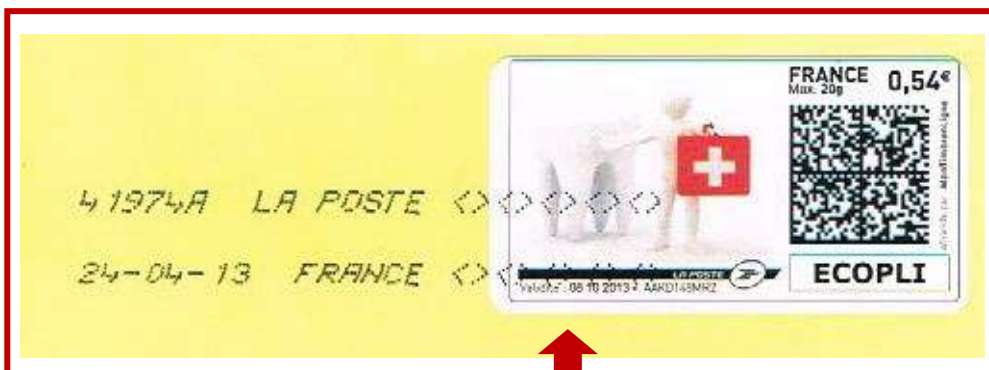 FRANCE 0,54€
Max. 20g
41974A LA POSTE <> <> <> <> <>
24-04-13 FRANCE <> <>
LA POSTE
Validité : 08 10 2013
ECOPLI